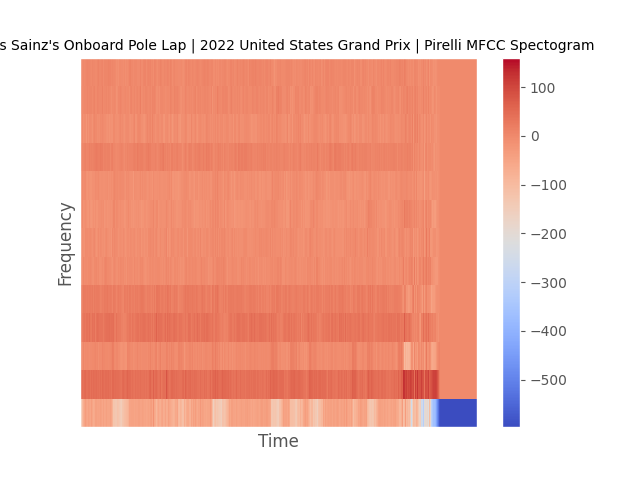 s Sainz's Onboard Pole Lap | 2022 United States Grand Prix | Pirelli MFCC Spectogram
Frequency
Time
100
0
−100
−200
−300
−400
−500